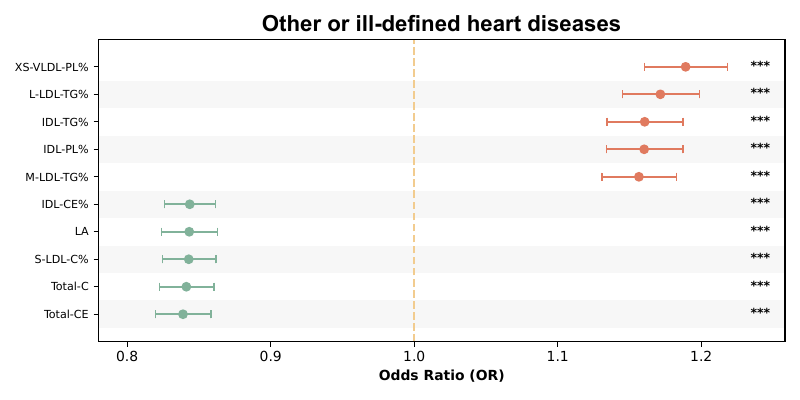 Other or ill-defined heart diseases
XS-VLDL-PL% ***
L-LDL-TG% ***
IDL-TG% ***
IDL-PL% ***
M-LDL-TG% ***
IDL-CE% ***
LA ***
S-LDL-C% ***
Total-C ***
Total-CE ***
0.8 0.9 1.0 1.1 1.2
Odds Ratio (OR)